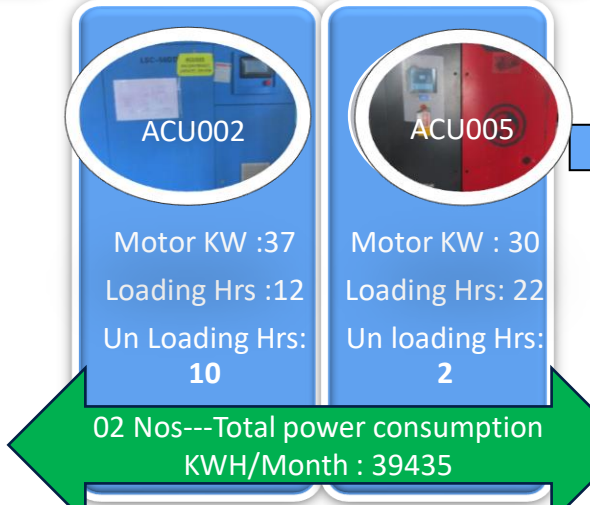 ACU002
Motor KW :37
Loading Hrs :12
Un Loading Hrs:
10
ACU005
Motor KW : 30
Loading Hrs: 22
Un loading Hrs:
2
02 Nos---Total power consumption
KWH/Month : 39435